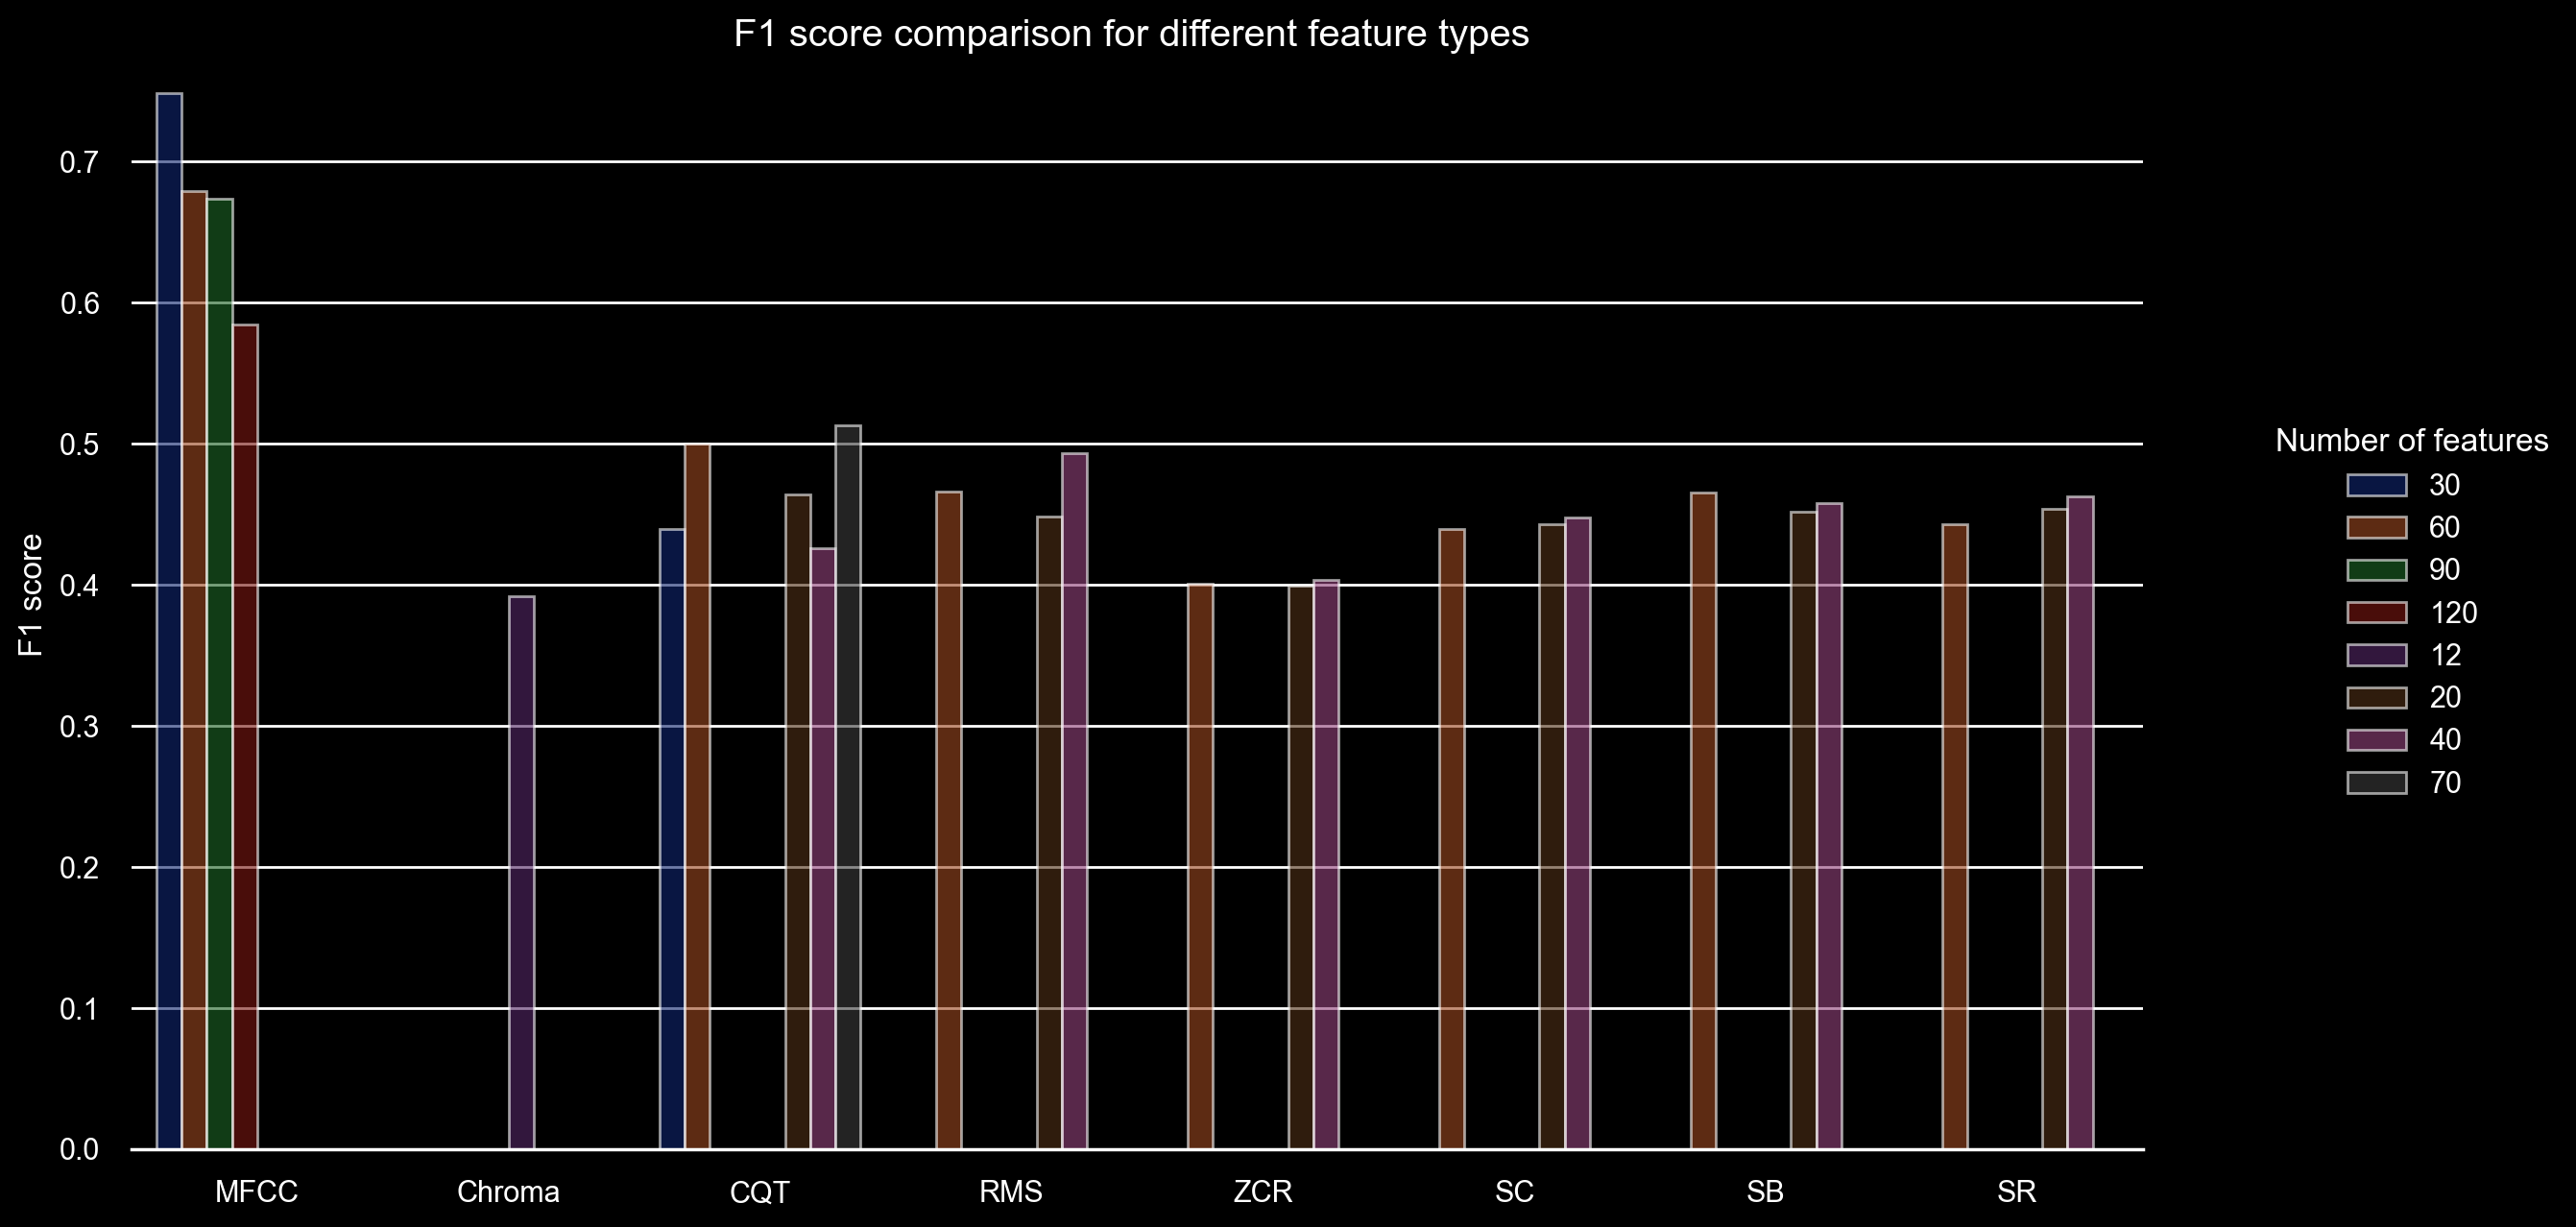 F1 score comparison for different feature types
F1 score
0.7
0.6
0.5
0.4
0.3
0.2
0.1
0.0
MFCC
Chroma
CQT
RMS
ZCR
SC
SB
SR
Number of features
30
60
90
120
12
20
40
70